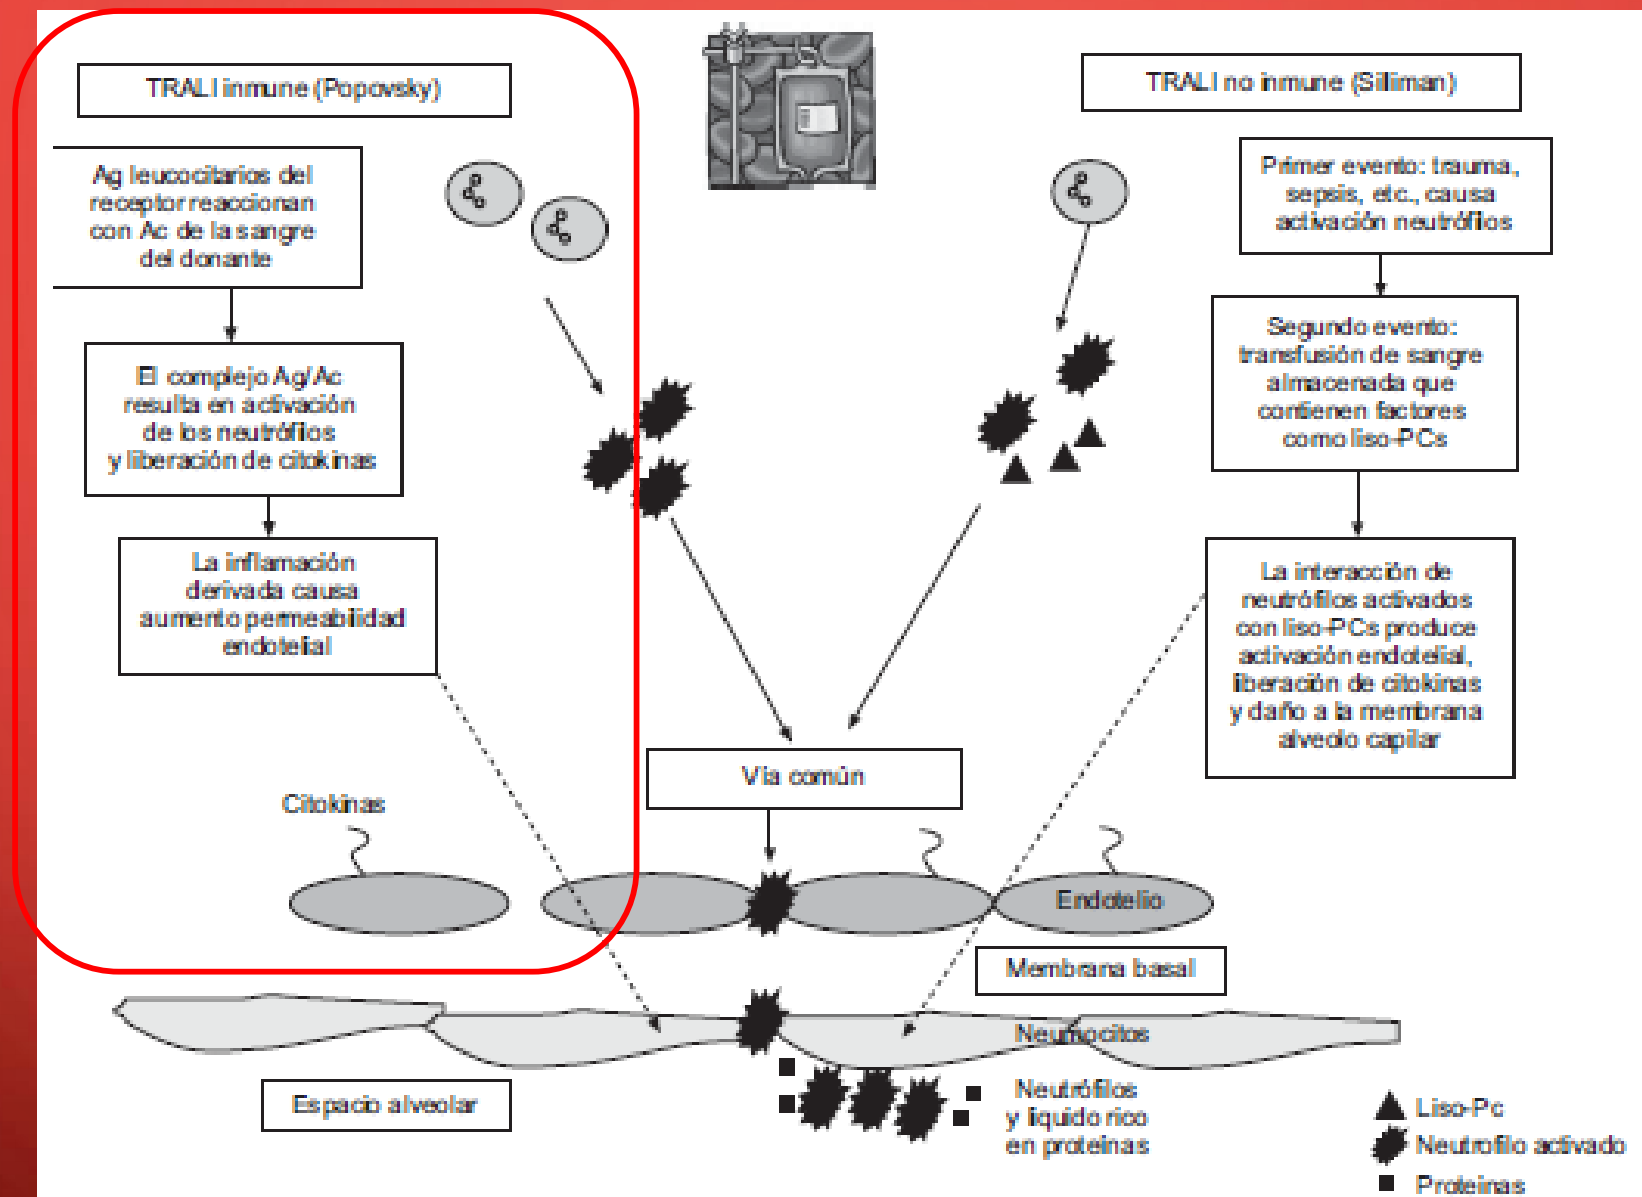 TRALI inmune (Popovsky)
Ag leucocitarios del
receptor reaccionan
con Ac de la sangre
del donante
El complejo Ag/Ac
resulta en activación
de los neutrófilos
y liberación de citokinas
La inflamación
derivada causa
aumento permeabilidad
endotelial
Citokinas
TRALI no inmune (Silliman)
Primer evento: trauma,
sepsis, etc., causa
activación neutrófilos
Segundo evento:
transfusión de sangre
almacenada que
contienen factores
como liso-PCs
La interacción de
neutrófilos activados
con liso-PCs produce
activación endotelial,
liberación de citokinas
y daño a la membrana
alveolo capilar
Vía común
Endotelio
Membrana basal
Neumocitos
Espacio alveolar
Neutrófilos
y liquido rico
en proteinas
Liso-Pc
Neutrofilo activado
Proteinas